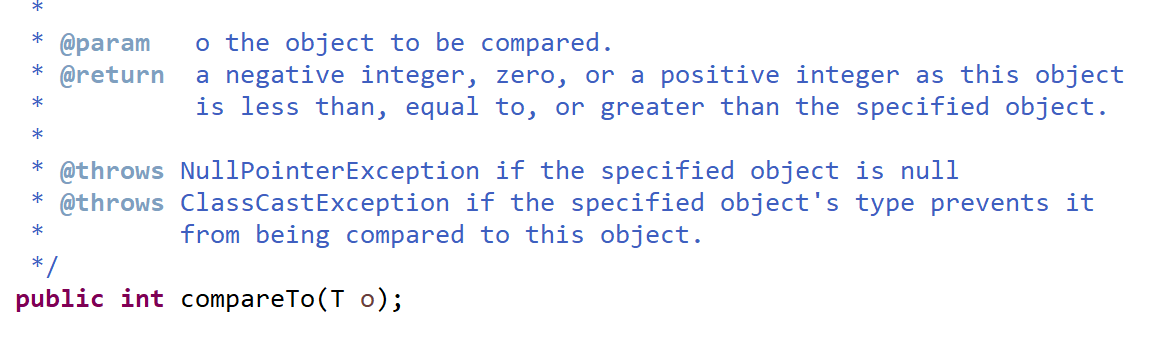 *
* @param   o the object to be compared.
* @return  a negative integer, zero, or a positive integer as this object
*          is less than, equal to, or greater than the specified object.
*
* @throws NullPointerException if the specified object is null
* @throws ClassCastException if the specified object's type prevents it
*         from being compared to this object.
*/
public int compareTo(T o);